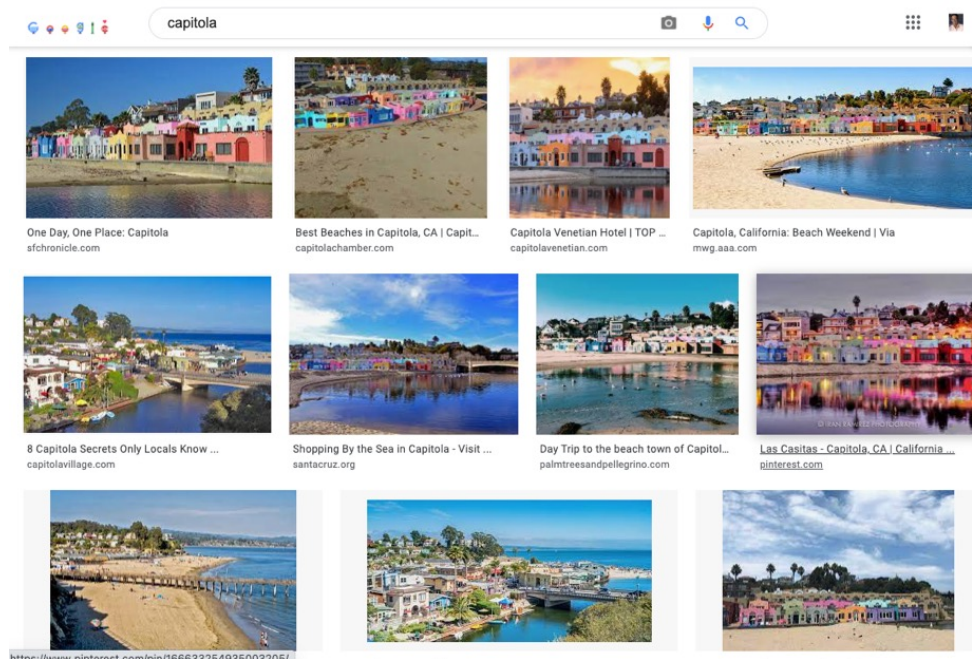 capitola
One Day, One Place: Capitola
sfchronicle.com
Best Beaches in Capitola, CA | Capit...
capitolachamber.com
Capitola Venetian Hotel | TOP ...
capitolavenetian.com
Capitola, California: Beach Weekend | Via
mwg.aaa.com
8 Capitola Secrets Only Locals Know ...
capitolavillage.com
Shopping By the Sea in Capitola - Visit ...
santacruz.org
Day Trip to the beach town of Capitol...
palmtreesandpellegrino.com
Las Casitas - Capitola, CA | California ...
pinterest.com